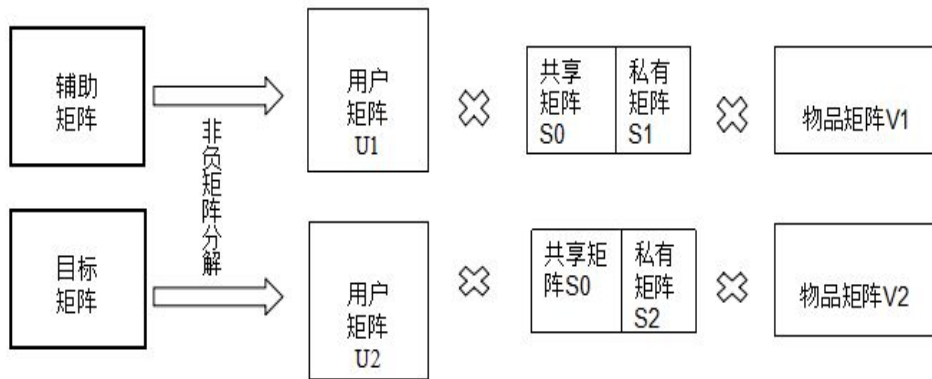 辅助
矩阵
用户
矩阵
U1
共享
矩阵
S0
私有
矩阵
S1
物品矩阵V1
非负矩阵分解
目标
矩阵
用户
矩阵
U2
共享矩
阵S0
私有
矩阵
S2
物品矩阵V2